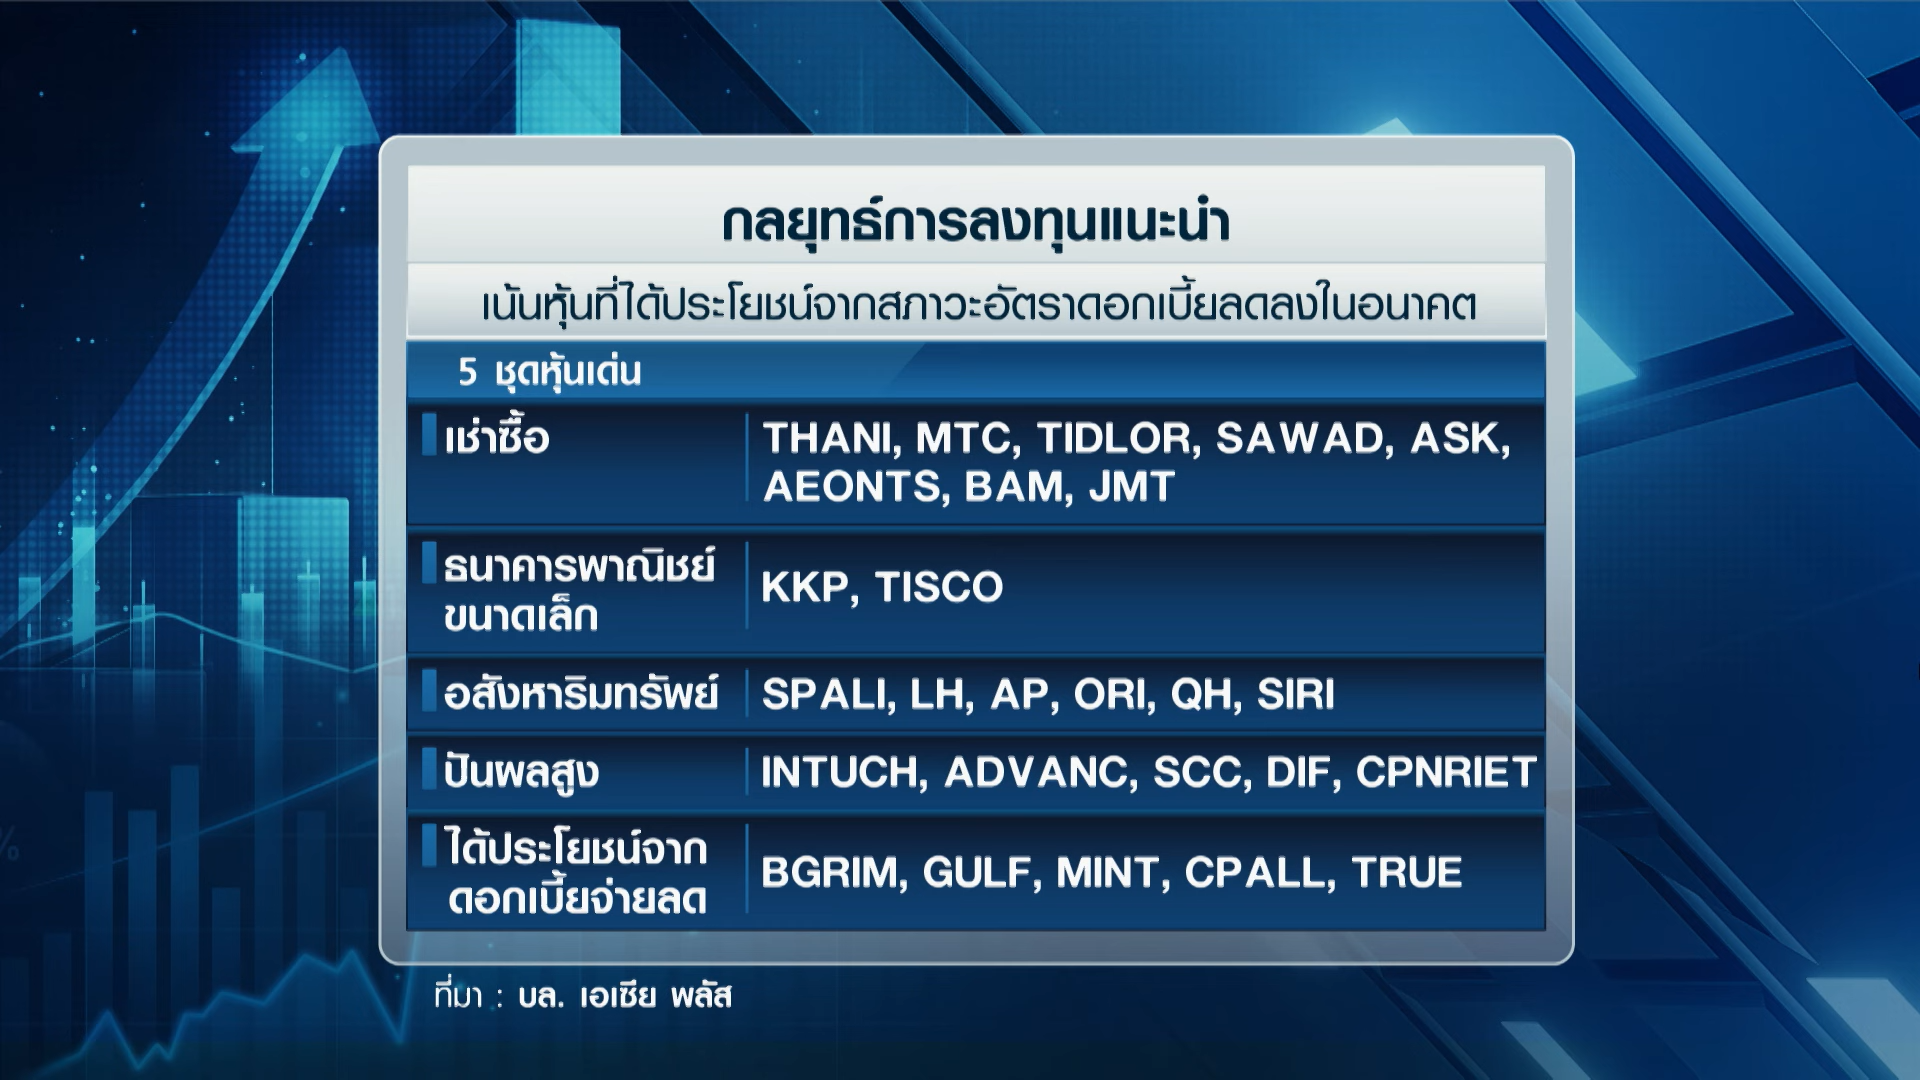 กลยุทธ์การลงทุนแนะนำ
เน้นหุ้นที่ได้ประโยชน์จากสภาวะอัตราดอกเบี้ยลดลงในอนาคต
5 ชุดหุ้นเด่น
เช่าซื้อ
THANI, MTC, TIDLOR, SAWAD, ASK,
AEONTS, BAM, JMT
ธนาคารพาณิชย์
ขนาดเล็ก
KKP, TISCO
อสังหาริมทรัพย์
SPALI, LH, AP, ORI, QH, SIRI
ปันผลสูง
INTUCH, ADVANC, SCC, DIF, CPNRIET
ได้ประโยชน์จาก
ดอกเบี้ยจ่ายลด
BGRIM, GULF, MINT, CPALL, TRUE
ที่มา : บล. เอเซีย พลัส
%